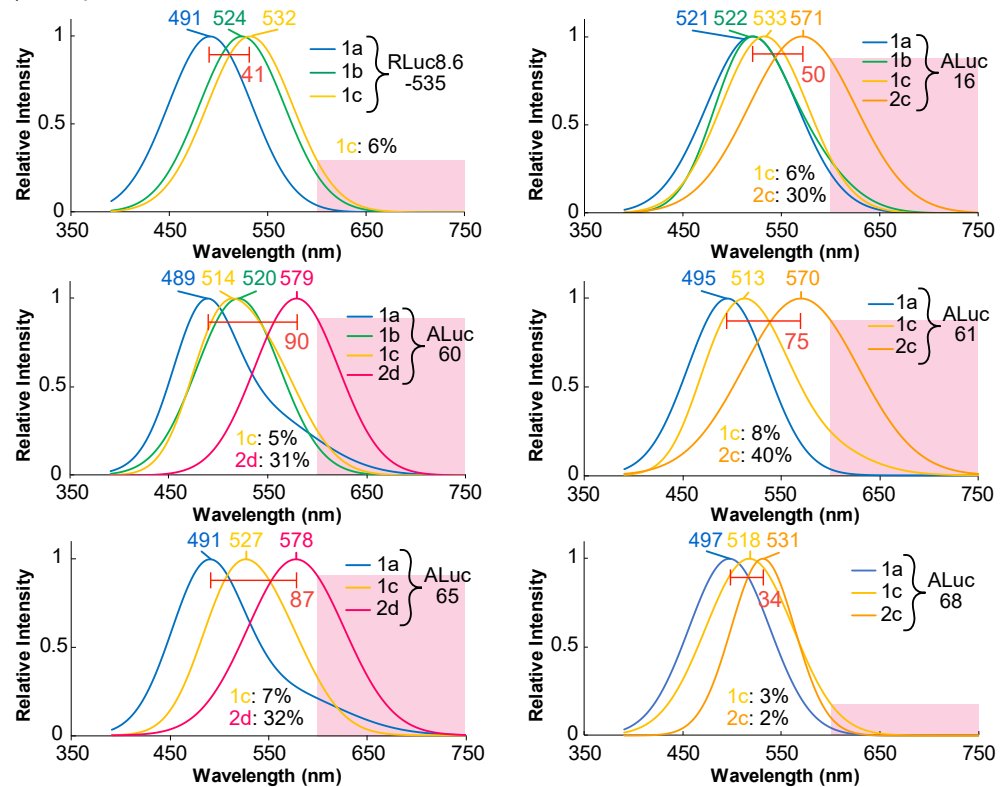 491 524 532
1
0.5
0
Relative Intensity
41
1a
1b
1c
RLuc8.6
-535
1c: 6%
350 450 550 650 750
Wavelength (nm)
521 522 533 571
1
0.5
0
Relative Intensity
50
1a
1b
1c
2c
ALuc
16
1c: 6%
2c: 30%
350 450 550 650 750
Wavelength (nm)
489 514 520 579
1
0.5
0
Relative Intensity
90
1a
1b
1c
2d
ALuc
60
1c: 5%
2d: 31%
350 450 550 650 750
Wavelength (nm)
495 513 570
1
0.5
0
Relative Intensity
75
1a
1c
2c
ALuc
61
1c: 8%
2c: 40%
350 450 550 650 750
Wavelength (nm)
491 527 578
1
0.5
0
Relative Intensity
87
1a
1c
2d
ALuc
65
1c: 7%
2d: 32%
350 450 550 650 750
Wavelength (nm)
497 518 531
1
0.5
0
Relative Intensity
34
1a
1c
2c
ALuc
68
1c: 3%
2c: 2%
350 450 550 650 750
Wavelength (nm)